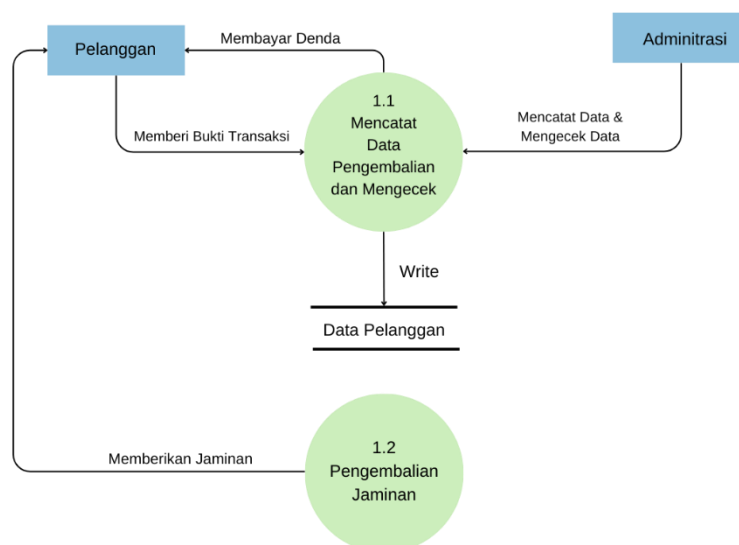 Pelanggan
Membayar Denda
Adminitrasi
1.1
Mencatat
Data
Pengembalian
dan Mengecek
Memberi Bukti Transaksi
Mencatat Data &
Mengecek Data
Write
Data Pelanggan
1.2
Pengembalian
Jaminan
Memberikan Jaminan